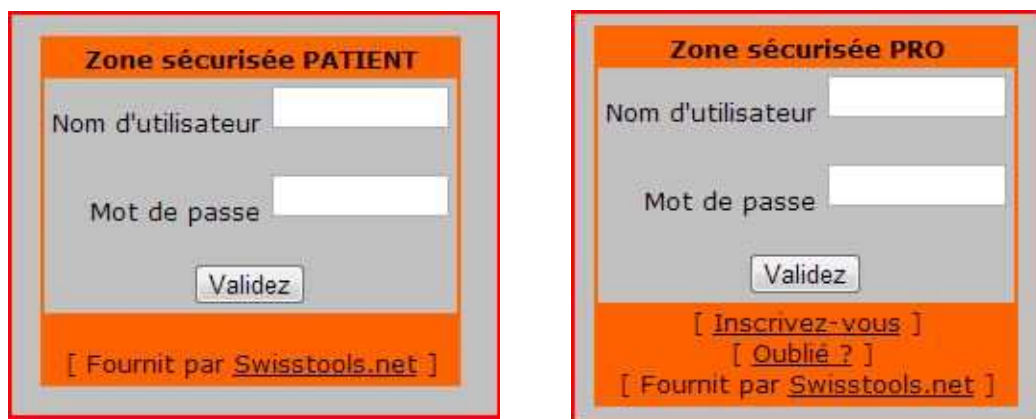 Zone sécurisée PATIENT
Nom d'utilisateur
Mot de passe
Validez
[ Fournit par Swisstools.net ]
Zone sécurisée PRO
Nom d'utilisateur
Mot de passe
Validez
[ Inscrivez-vous ]
[ Oublié ? ]
[ Fournit par Swisstools.net ]